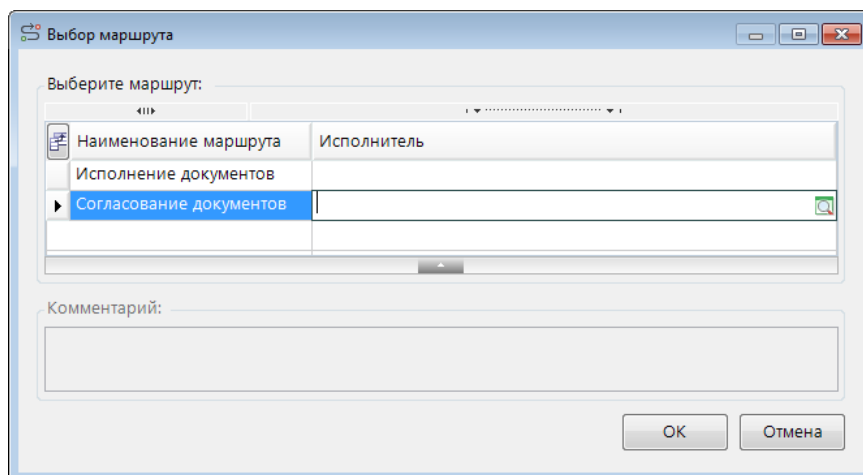 Выбор маршрута
Выберите маршрут:
Наименование маршрута Исполнитель
Исполнение документов
Согласование документов
Комментарий:
OK Отмена